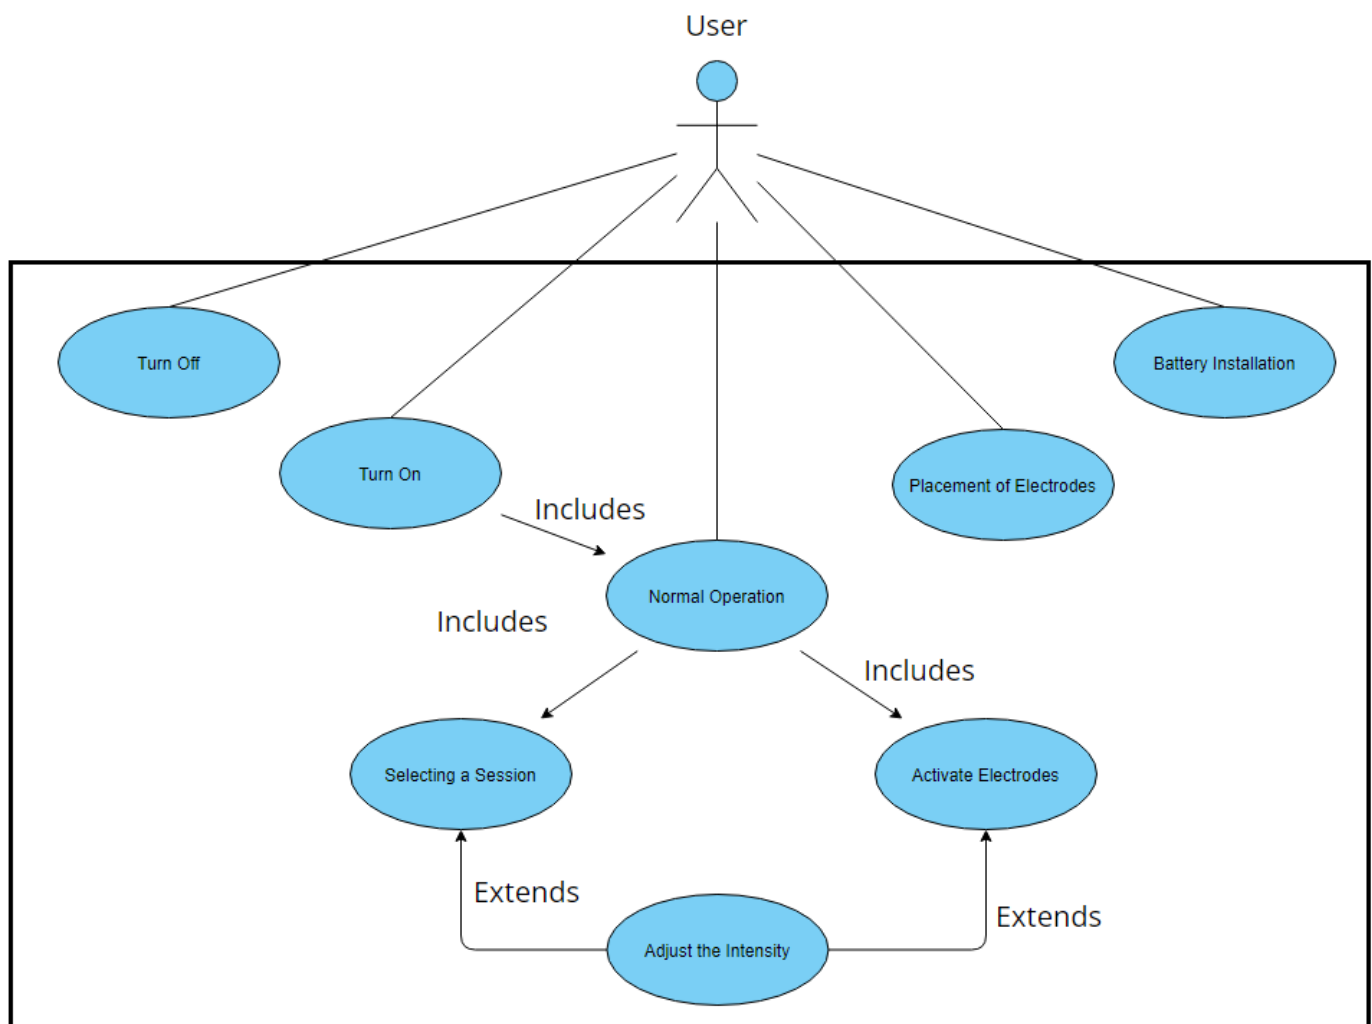 User
Turn Off
Battery Installation
Turn On
Placement of Electrodes
Includes
Normal Operation
Includes
Includes
Selecting a Session
Activate Electrodes
Extends
Extends
Adjust the Intensity